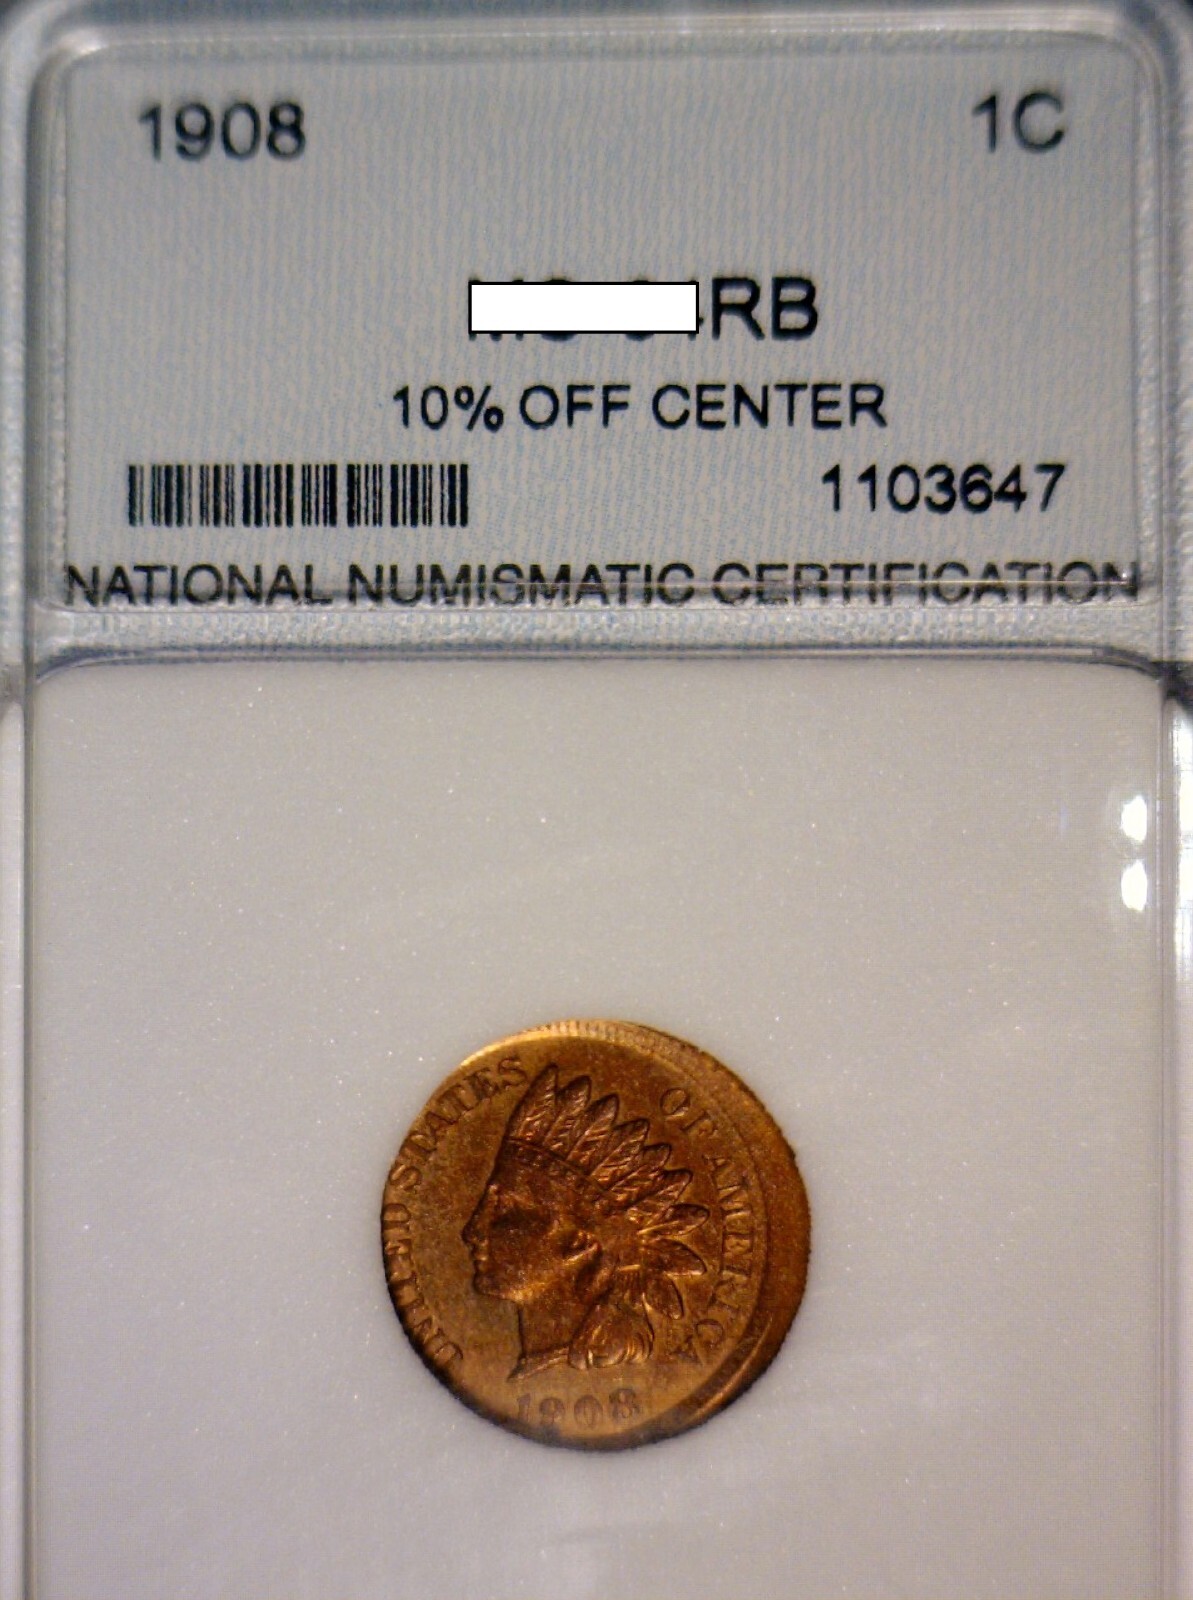 1908 1C
RB
10% OFF CENTER
1103647
NATIONAL NUMISMATIC CERTIFICATION
UNITED STATES OF AMERICA
1908